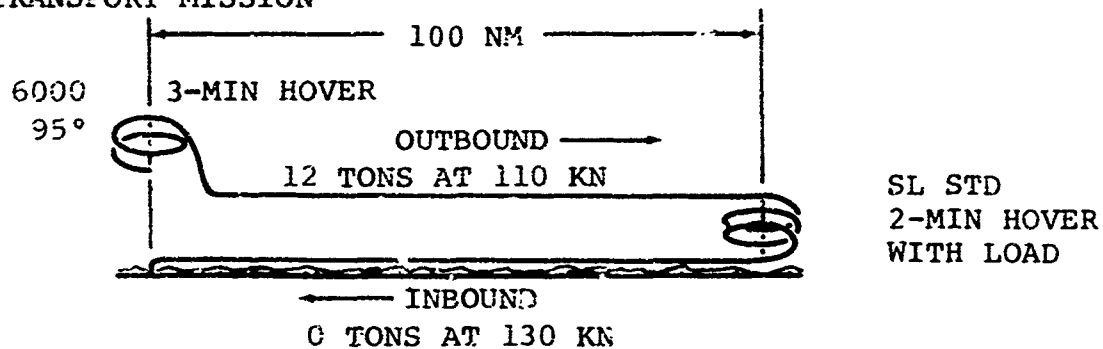 TRANSPORT MISSION
100 NM
6000 3-MIN HOVER
95°
OUTBOUND
12 TONS AT 110 KN
SL STD
2-MIN HOVER
WITH LOAD
INBOUND
0 TONS AT 130 KN